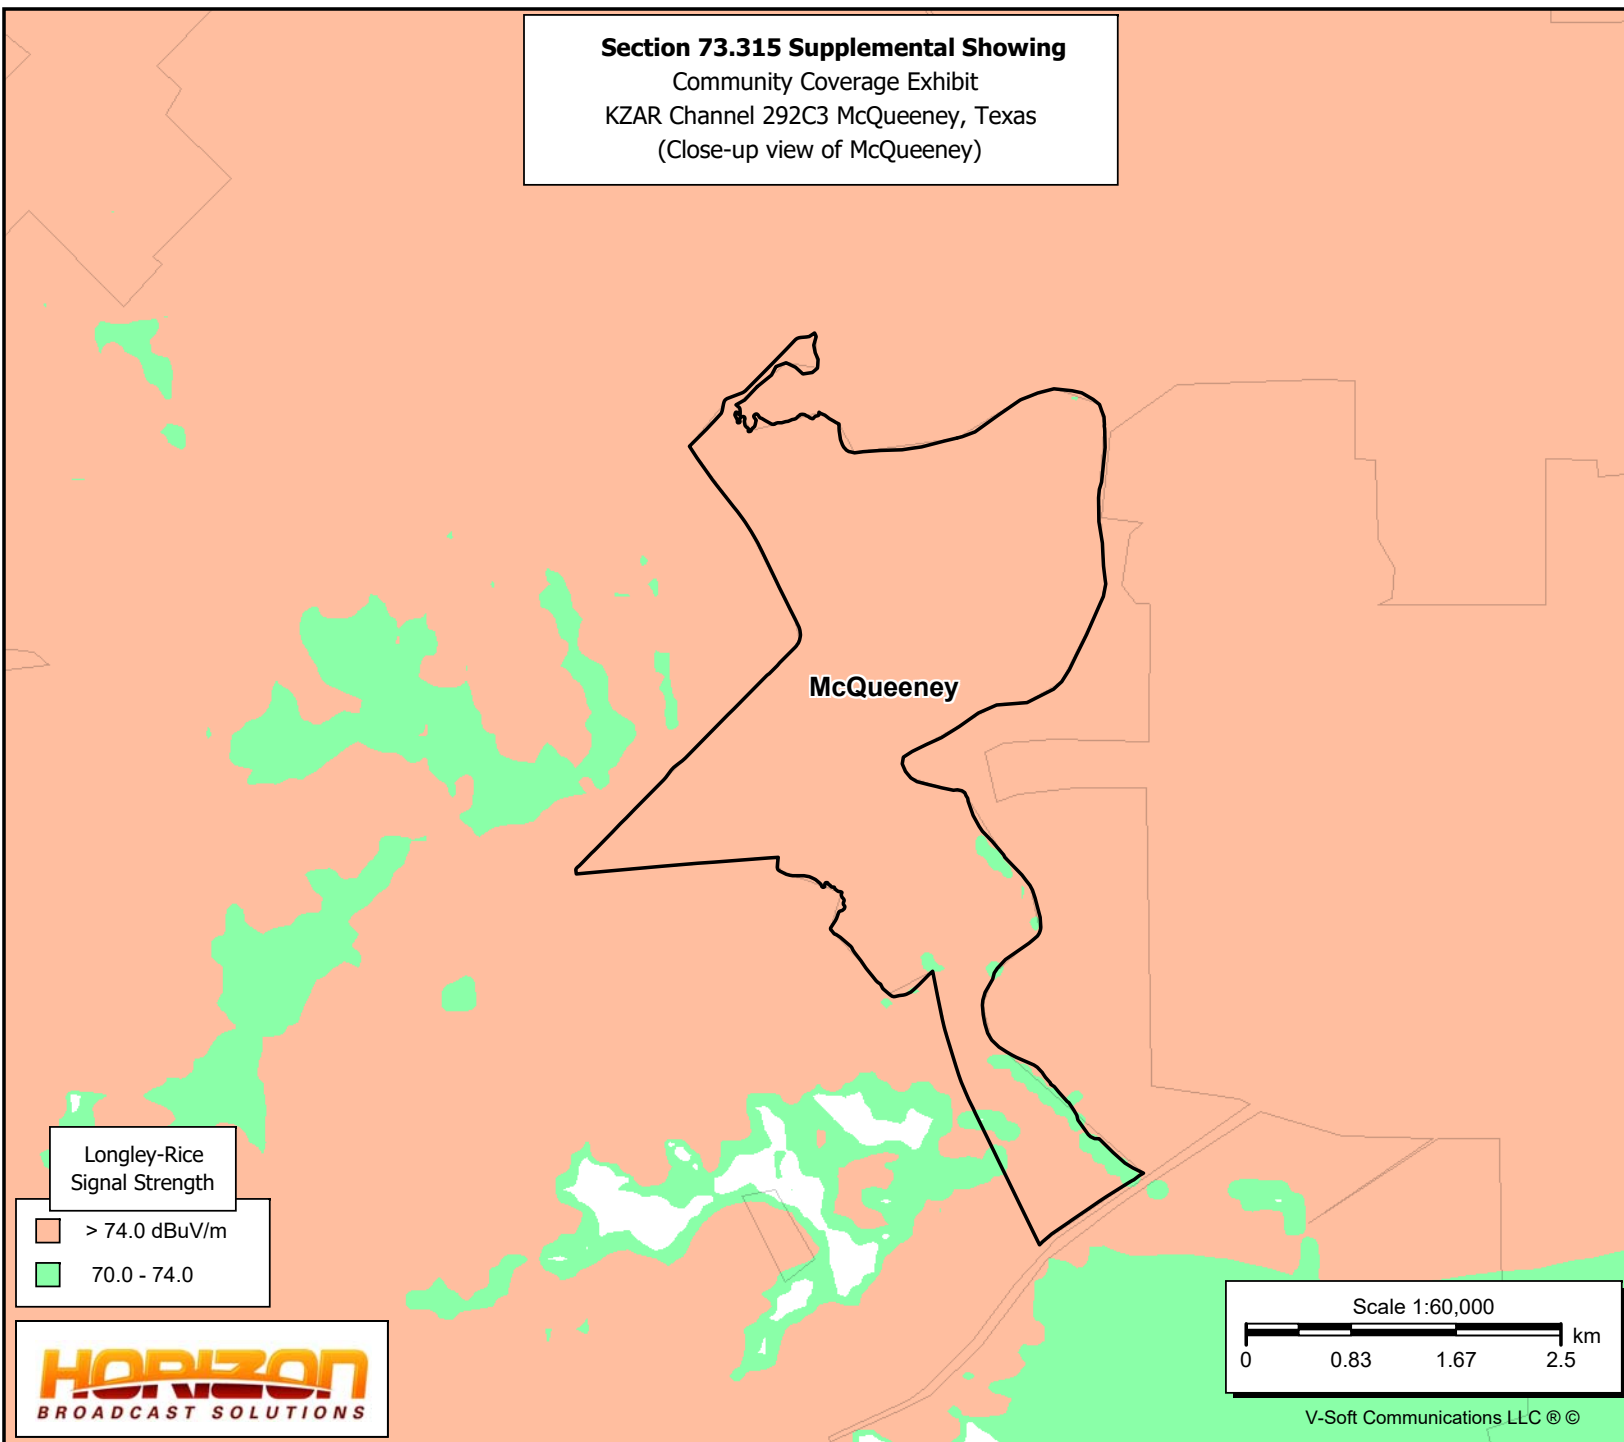 Section 73.315 Supplemental Showing
Community Coverage Exhibit
KZAR Channel 292C3 McQueeney, Texas
(Close-up view of McQueeney)
McQueeney
Longley-Rice
Signal Strength
> 74.0 dBuV/m
70.0 - 74.0
HORIZON
BROADCAST SOLUTIONS
Scale 1:60,000
km
0 0.83 1.67 2.5
V-Soft Communications LLC ® ©